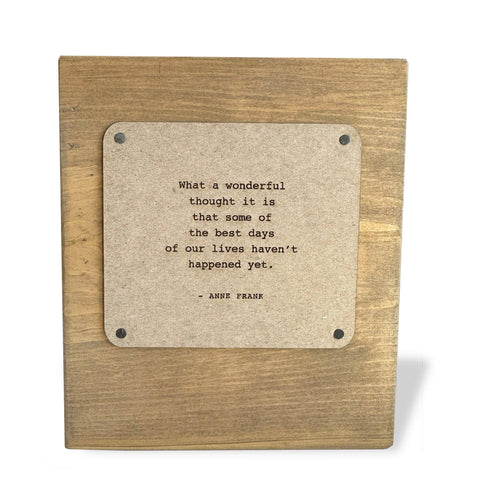 What a wonderful
thought it is
that some of
the best days
of our lives haven't
happened yet.
- ANNE FRANK